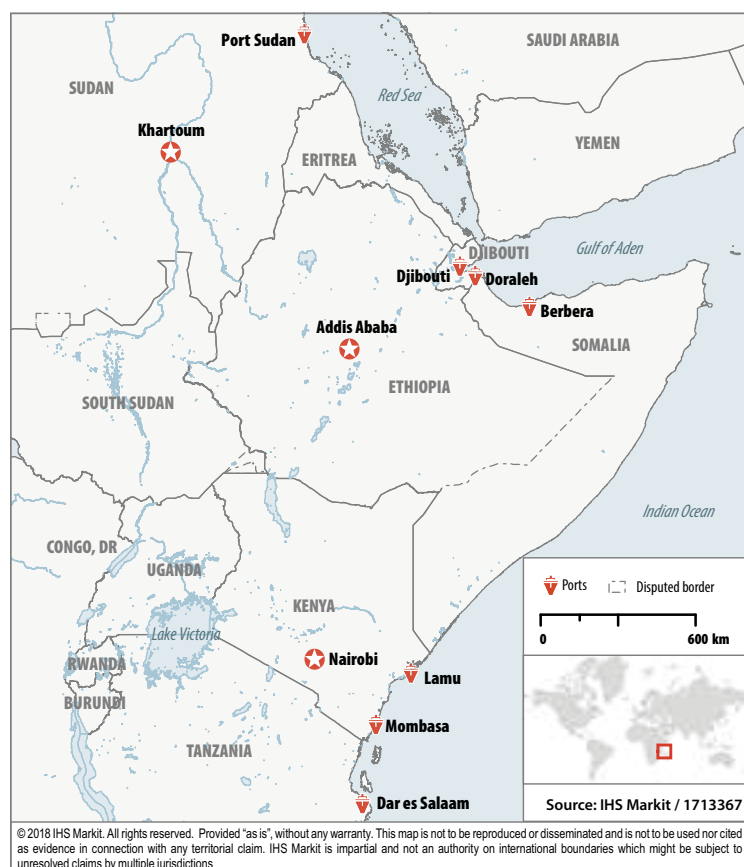 Port Sudan
SAUDI ARABIA
SUDAN
Red Sea
Khartoum
YEMEN
ERITREA
DJIBOUTI
Gulf of Aden
Djibouti
Doraleh
Berbera
Addis Ababa
SOMALIA
ETHIOPIA
SOUTH SUDAN
Indian Ocean
CONGO, DR
UGANDA
Ports
Disputed border
KENYA
Lake Victoria
0
600 km
RWANDA
Nairobi
Lamu
BURUNDI
Mombasa
TANZANIA
Dar es Salaam
Source: IHS Markit / 1713367
© 2018 IHS Markit. All rights reserved. Provided “as is”, without any warranty. This map is not to be reproduced or disseminated and is not to be used nor cited
as evidence in connection with any territorial claim. IHS Markit is impartial and not an authority on international boundaries which might be subject to
unresolved claims by multiple jurisdictions